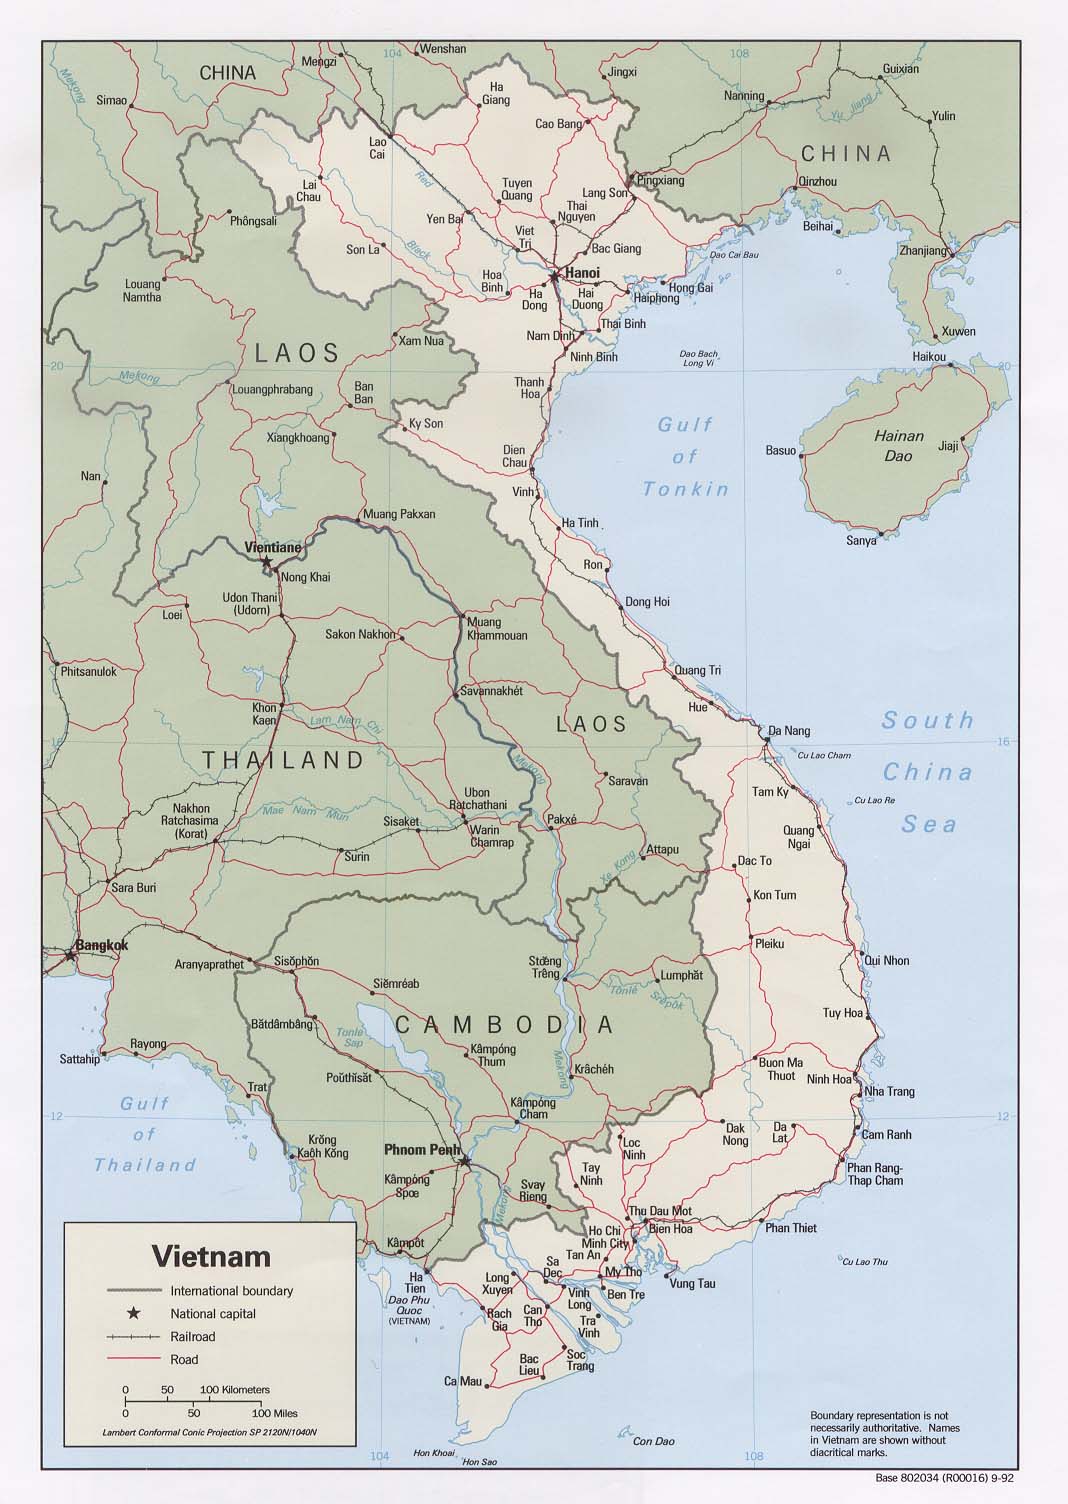 104
108
Wenshan
Mengzi
CHINA
Jingxi
Guixian
Mekong
Simao
Ha
Giang
Nanning
Yu Jiang
Cao Bang
Yulin
Lao
Cai
CHINA
Red
Lai
Chau
Tuyen
Quang
Lang Son
Pingxiang
Qinzhou
Phôngsali
Yen Bai
Thai
Nguyen
Viet
Tri
Beihai
Son La
Black
Bac Giang
Dao Cai Bau
Zhanjiang
Louang
Namtha
Hoa
Binh
Hanoi
Ha
Dong
Hai
Duong
Haiphong
Hong Gai
Xam Nua
Nam Dinh
Thai Binh
Xuwen
LAOS
Ninh Binh
Dao Bach
Long Vi
Haikou
20
20
Mekong
Louangphrabang
Ban
Ban
Thanh
Hoa
Ky Son
Gulf
of
Tonkin
Xiangkhoang
Hainan
Dao
Basuo
Jiaji
Dien
Chau
Nan
Vinh
Muang Pakxan
Ha Tinh
Sanya
Vientiane
Nong Khai
Ron
Udon Thani
(Udorn)
Dong Hoi
Loei
Muang
Khammouan
Sakon Nakhon
Phitsanulok
Quang Tri
Savannakhét
Khon
Kaen
Hue
Lam Nam Chi
LAOS
Da Nang
South
China
Sea
16
16
THAILAND
Mekong
Cu Lao Cham
Saravan
Tam Ky
Cu Lao Re
Nakhon
Ratchasima
(Korat)
Mae Nam Mun
Ubon
Ratchathani
Sisaket
Warin
Chamrap
Pakxé
Quang
Ngai
Surin
Xe Kong
Attapu
Dac To
Sara Buri
Kon Tum
Bangkok
Pleiku
Aranyaprathet
Sisŏphŏn
Stœ̆ng
Trêng
Qui Nhon
Siĕmréab
Lumphăt
Tônlé
Srêpôk
Tuy Hoa
Bătdâmbâng
CAMBODIA
Tonle
Sap
Rayong
Sattahip
Kâmpóng
Thum
Mekong
Krâchéh
Buon Ma
Thuot
Ninh Hoa
Poŭthĭsăt
Trat
Nha Trang
Gulf
of
Thailand
12
12
Kâmpóng
Cham
Dak
Nong
Da
Lat
Cam Ranh
Krŏng
Kaôh Kŏng
Phnom Penh
Loc
Ninh
Phan Rang-
Thap Cham
Kâmpóng
Spœ
Tay
Ninh
Svay
Rieng
Mekong
Thu Dau Mot
Bien Hoa
Phan Thiet
Ho Chi
Minh City
Kâmpôt
Tan An
Cu Lao Thu
Ha
Tien
Long
Xuyen
Sa
Dec
My Tho
Vung Tau
Dao Phu
Quoc
(VIETNAM)
Vinh
Long
Ben Tre
Rach
Gia
Can
Tho
Tra
Vinh
Bac
Lieu
Soc
Trang
Ca Mau
Con Dao
Hon Khoai
Hon Sao
104
108
Vietnam
International boundary
National capital
Railroad
Road
0 50 100 Kilometers
0 50 100 Miles
Lambert Conformal Conic Projection SP 2120N/1040N
Boundary representation is not
necessarily authoritative. Names
in Vietnam are shown without
diacritical marks.
Base 802034 (R00016) 9-92